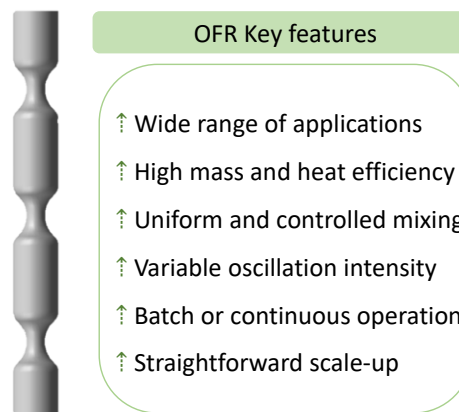 OFR Key features
⇡ Wide range of applications
⇡ High mass and heat efficiency
⇡ Uniform and controlled mixing
⇡ Variable oscillation intensity
⇡ Batch or continuous operation
⇡ Straightforward scale-up